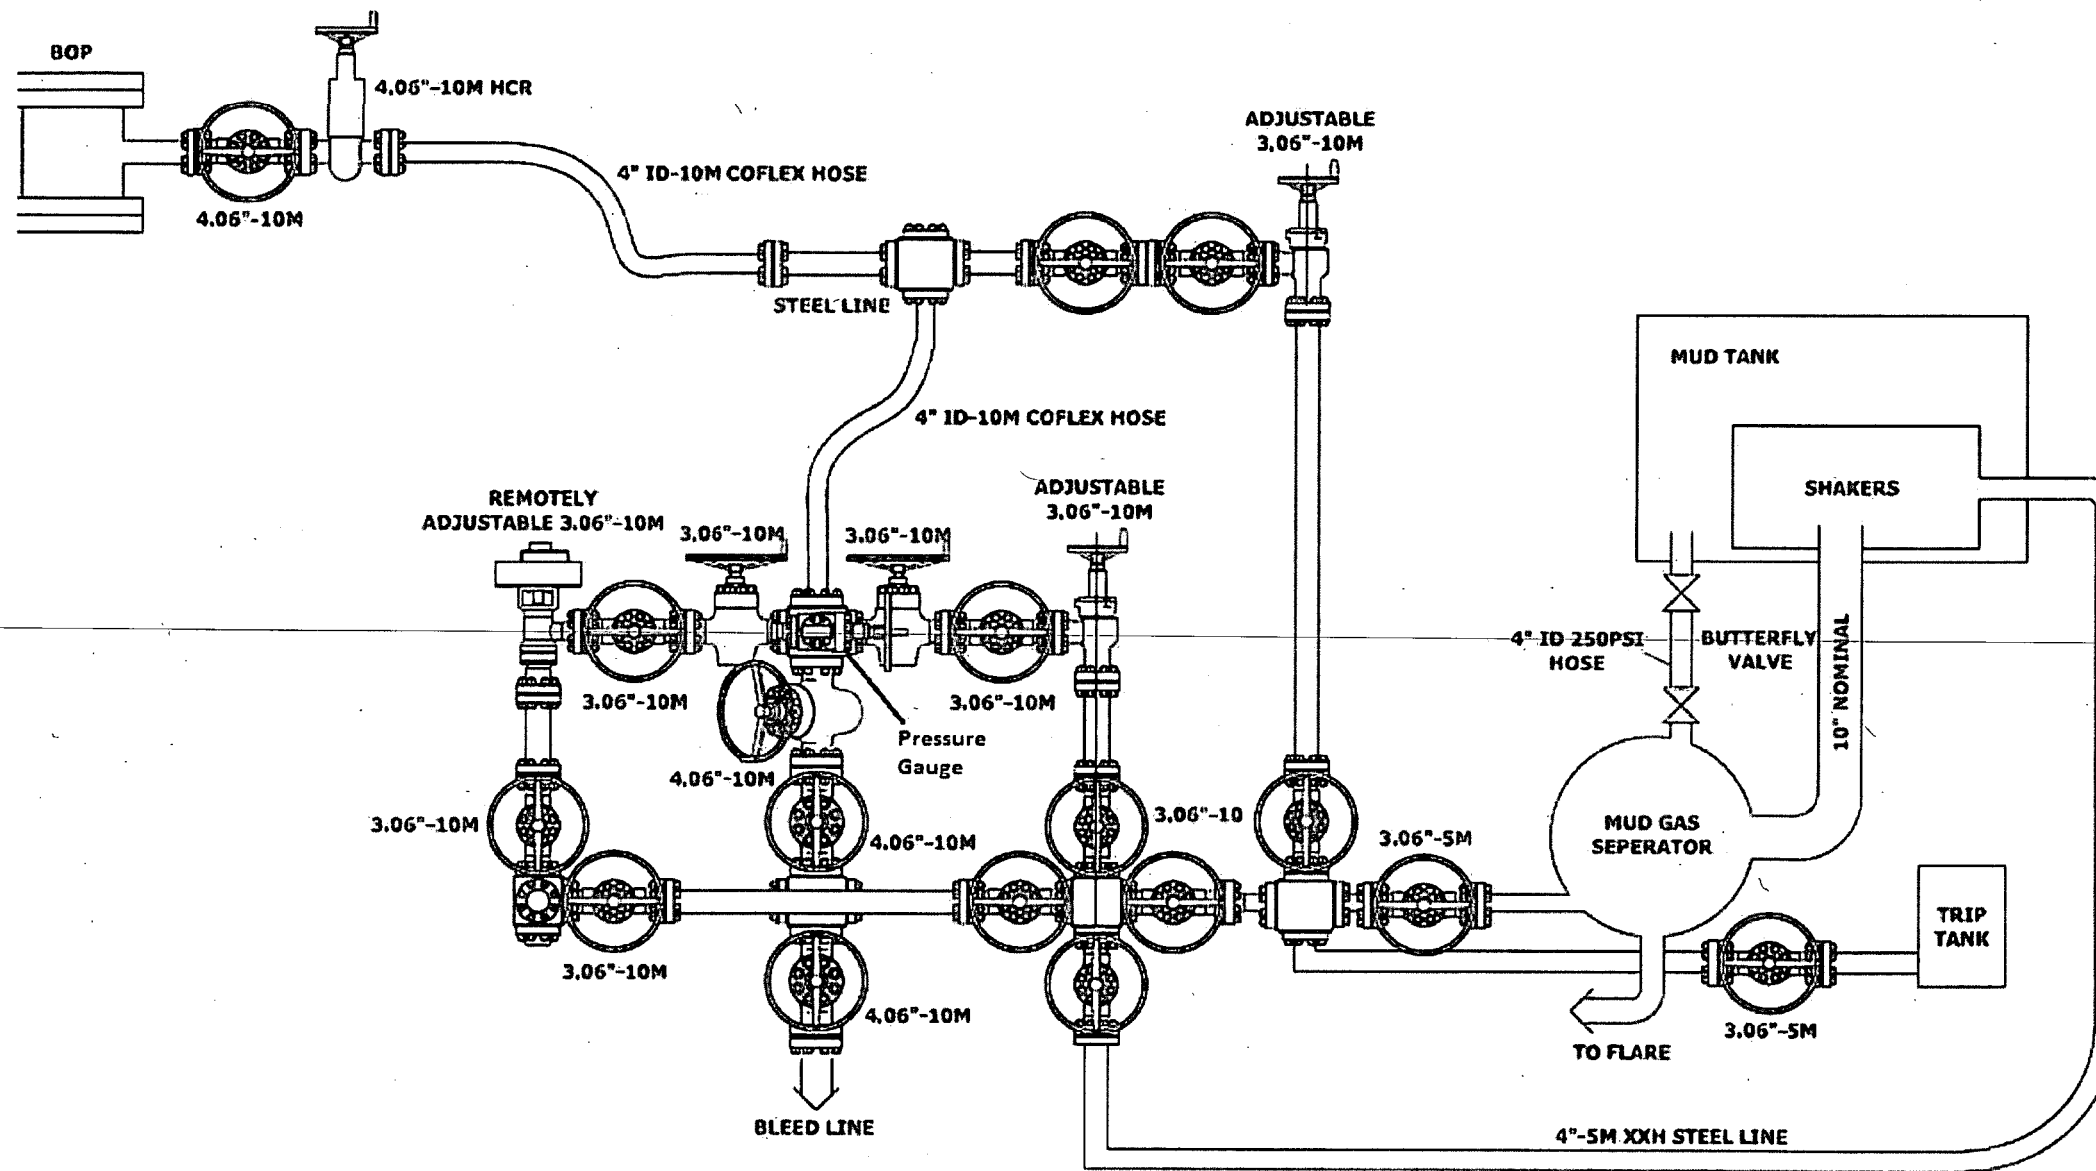 BOP
4.06"-10M HCR
4.06"-10M
4" ID-10M COFLEX HOSE
ADJUSTABLE
3.06"-10M
STEEL LINE
MUD TANK
4" ID-10M COFLEX HOSE
SHAKERS
REMOTELY
ADJUSTABLE 3.06"-10M
3.06"-10M
3.06"-10M
ADJUSTABLE
3.06"-10M
4" ID 250PSI
HOSE
BUTTERFLY
VALVE
10" NOMINAL
3.06"-10M
3.06"-10M
Pressure
Gauge
4.06"-10M
3.06"-10M
4.06"-10M
3.06"-10
3.06"-5M
MUD GAS
SEPERATOR
TRIP
TANK
3.06"-10M
4.06"-10M
3.06"-5M
TO FLARE
BLEED LINE
4"-5M XXH STEEL LINE